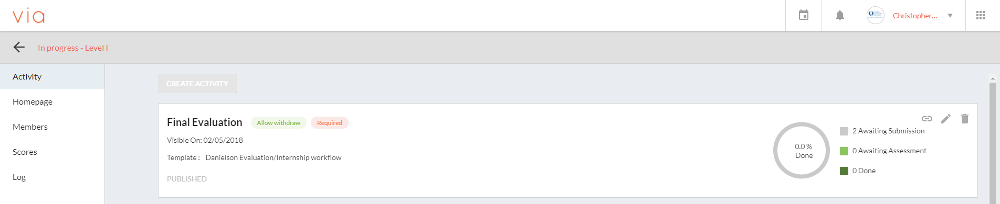 via
Christopher...
In progress - Level I
Activity
Homepage
Members
Scores
Log
CREATE ACTIVITY
Final Evaluation
Allow withdraw
Required
Visible On: 02/05/2018
Template : Danielson Evaluation/Internship workflow
PUBLISHED
0.0 %
Done
2 Awaiting Submission
0 Awaiting Assessment
0 Done